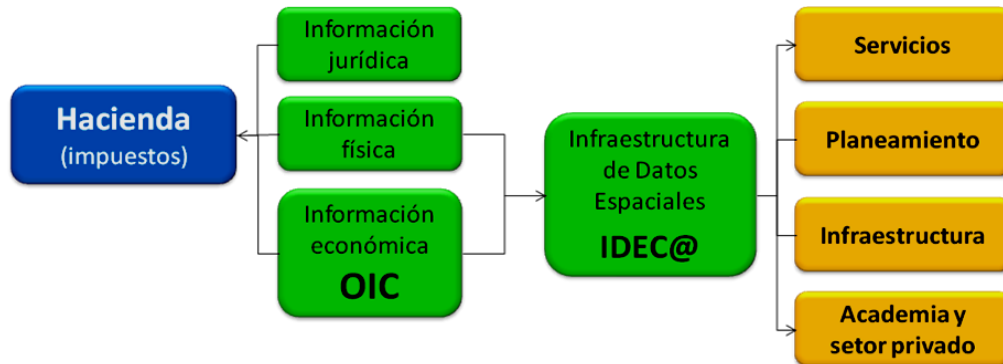 Hacienda
(impuestos)
Información
jurídica
Información
física
Información
económica
OIC
Infraestructura
de Datos
Espaciales
IDEC@
Servicios
Planeamiento
Infraestructura
Academia y
setor privado